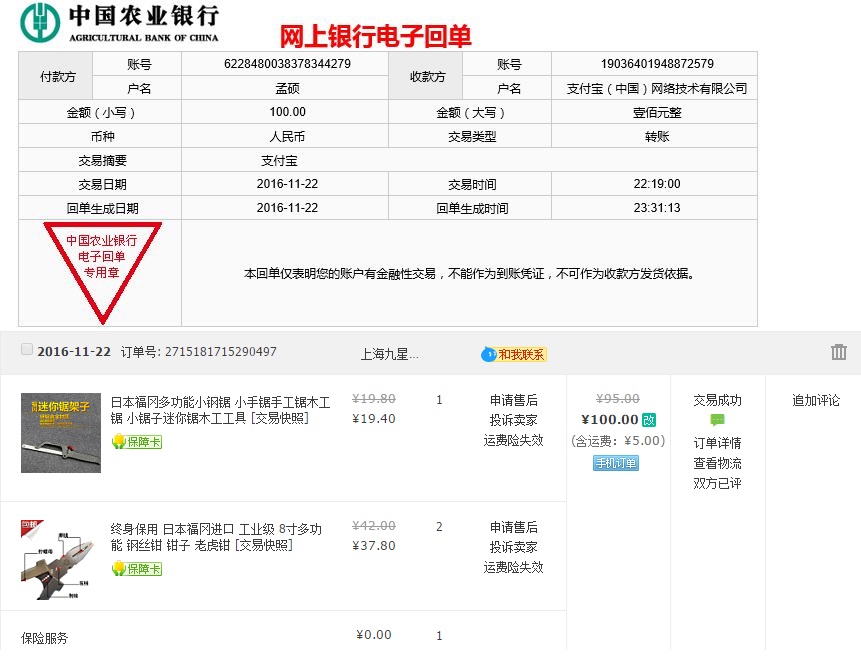 中国农业银行
AGRICULTURAL BANK OF CHINA
网上银行电子回单
付款方 账号 6228480038378344279 收款方 账号 19036401948872579
户名 孟硕 户名 支付宝（中国）网络技术有限公司
金额（小写） 100.00 金额（大写） 壹佰元整
币种 人民币 交易类型 转账
交易摘要 支付宝
交易日期 2016-11-22 交易时间 22:19:00
回单生成日期 2016-11-22 回单生成时间 23:31:13
中国农业银行
电子回单
专用章
本回单仅表明您的账户有金融性交易，不能作为到账凭证，不可作为收款方发货依据。
2016-11-22 订单号: 2715181715290497 上海九星... 和我联系
迷你锯架子
日本福冈多功能小钢锯 小手锯手工锯木工
锯 小锯子迷你锯木工工具 [交易快照]
保障卡
¥19.80
¥19.40
1
申请售后
投诉卖家
运费险失效
¥95.00
¥100.00 改
(含运费: ¥5.00)
手机订单
交易成功
订单详情
查看物流
双方已评
追加评论
终身保用 日本福冈进口 工业级 8寸多功
能 钢丝钳 钳子 老虎钳 [交易快照]
保障卡
¥42.00
¥37.80
2
申请售后
投诉卖家
运费险失效
保险服务 ¥0.00 1